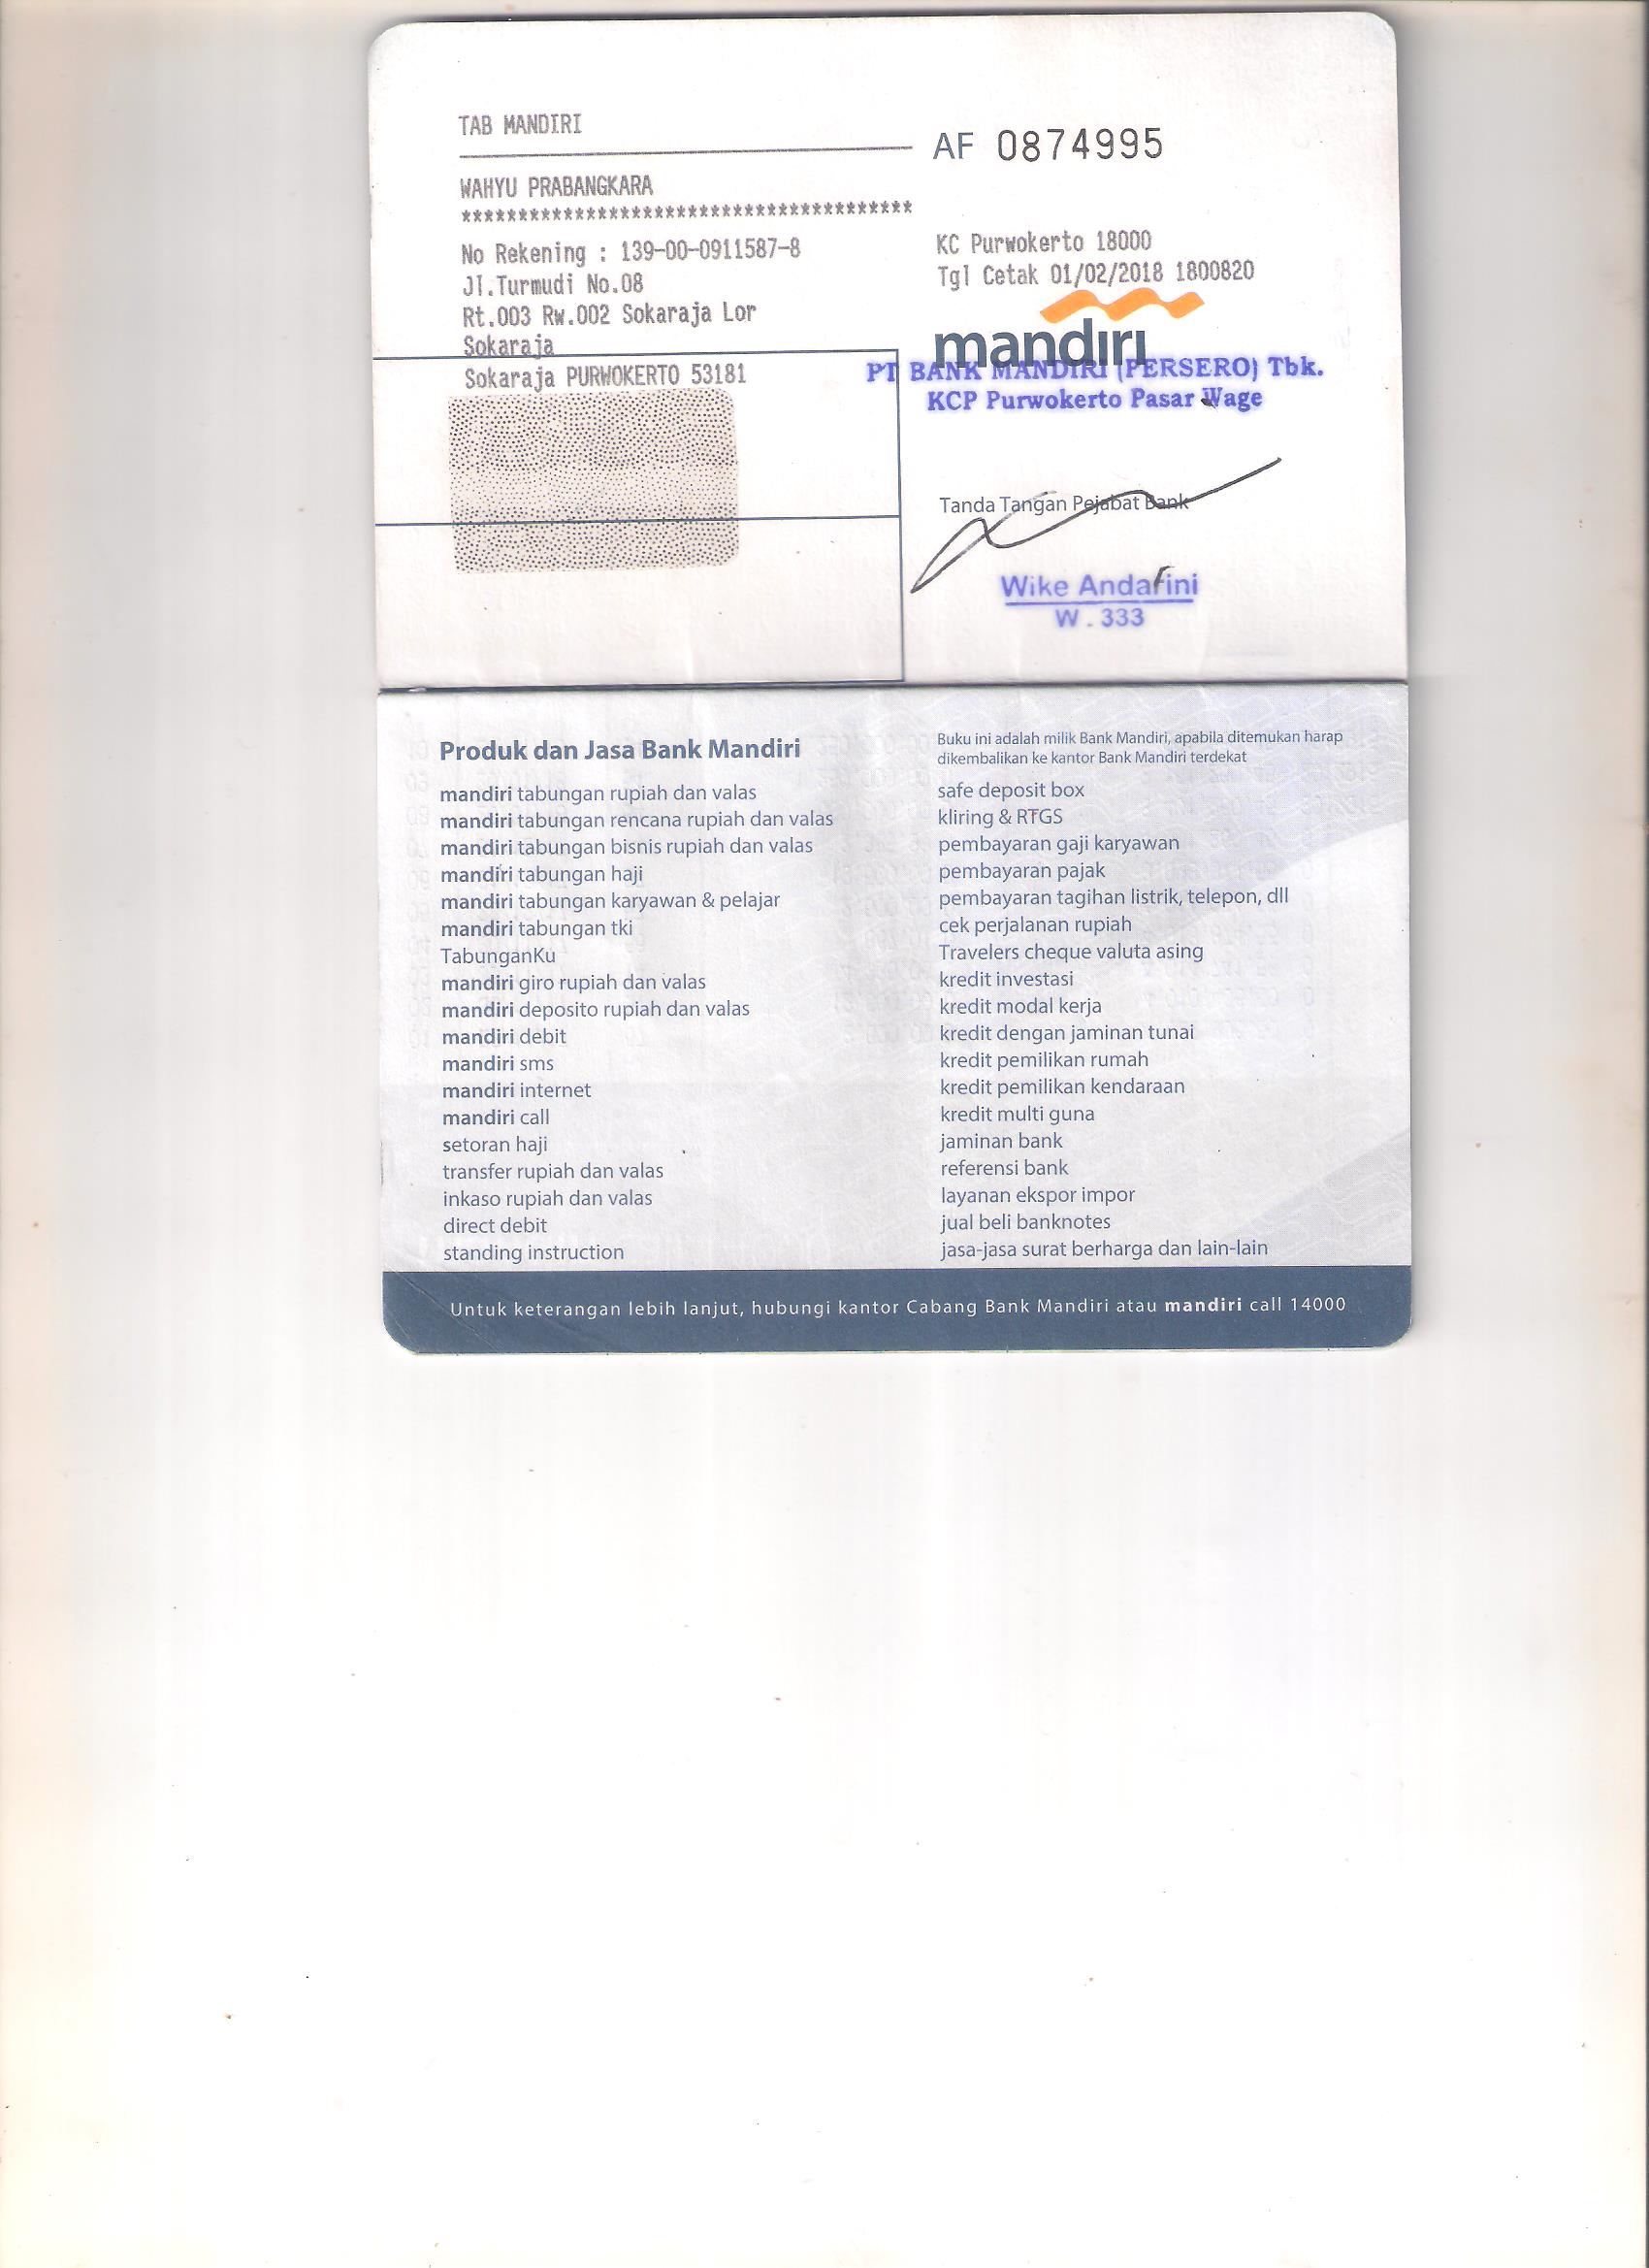 TAB MANDIRI
AF 0874995
WAHYU PRABANGKARA
****************************************
No Rekening : 139-00-0911587-8
Jl.Turmudi No.08
Rt.003 Rw.002 Sokaraja Lor
Sokaraja
Sokaraja PURWOKERTO 53181
KC Purwokerto 18000
Tgl Cetak 01/02/2018 1800820
mandiri
PT BANK MANDIRI (PERSERO) Tbk.
KCP Purwokerto Pasar Wage
Tanda Tangan Pejabat Bank
Wike Andarini
W . 333
Produk dan Jasa Bank Mandiri
mandiri tabungan rupiah dan valas
mandiri tabungan rencana rupiah dan valas
mandiri tabungan bisnis rupiah dan valas
mandiri tabungan haji
mandiri tabungan karyawan & pelajar
mandiri tabungan tki
TabunganKu
mandiri giro rupiah dan valas
mandiri deposito rupiah dan valas
mandiri debit
mandiri sms
mandiri internet
mandiri call
setoran haji
transfer rupiah dan valas
inkaso rupiah dan valas
direct debit
standing instruction
Buku ini adalah milik Bank Mandiri, apabila ditemukan harap
dikembalikan ke kantor Bank Mandiri terdekat
safe deposit box
kliring & RTGS
pembayaran gaji karyawan
pembayaran pajak
pembayaran tagihan listrik, telepon, dll
cek perjalanan rupiah
Travelers cheque valuta asing
kredit investasi
kredit modal kerja
kredit dengan jaminan tunai
kredit pemilikan rumah
kredit pemilikan kendaraan
kredit multi guna
jaminan bank
referensi bank
layanan ekspor impor
jual beli banknotes
jasa-jasa surat berharga dan lain-lain
Untuk keterangan lebih lanjut, hubungi kantor Cabang Bank Mandiri atau mandiri call 14000